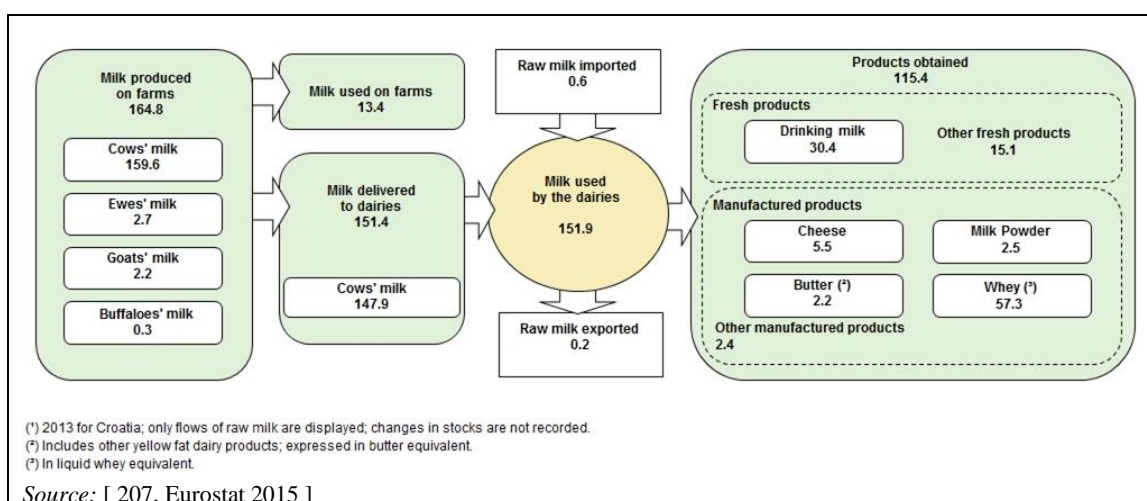 Milk produced
on farms
164.8
Cows' milk
159.6
Ewes' milk
2.7
Goats' milk
2.2
Buffaloes' milk
0.3
Milk used on farms
13.4
Milk delivered
to dairies
151.4
Cows' milk
147.9
Raw milk imported
0.6
Milk used
by the dairies
151.9
Raw milk exported
0.2
Products obtained
115.4
Fresh products
Drinking milk
30.4
Other fresh products
15.1
Manufactured products
Cheese
5.5
Milk Powder
2.5
Butter (²)
2.2
Whey (³)
57.3
Other manufactured products
2.4
(¹) 2013 for Croatia; only flows of raw milk are displayed; changes in stocks are not recorded.
(²) Includes other yellow fat dairy products; expressed in butter equivalent.
(³) In liquid whey equivalent.
Source: [ 207, Eurostat 2015 ]